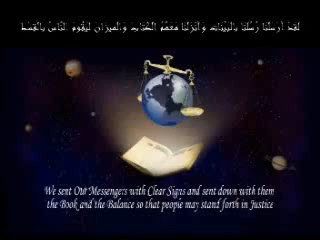 لقد أرسلنا رسلنا بالبينات وأنزلنا معهم الكتاب والميزان ليقوم الناس بالقسط
We sent Our Messengers with Clear Signs and sent down with them
the Book and the Balance so that people may stand forth in Justice